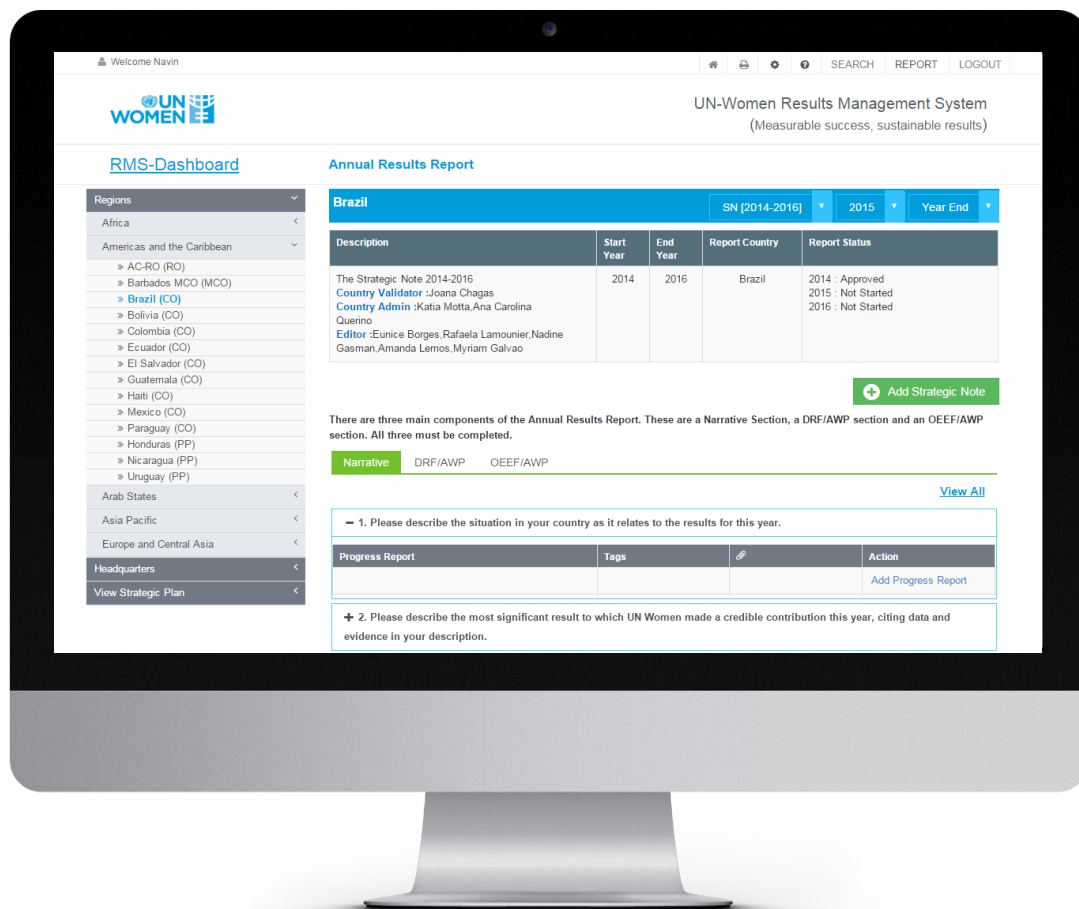 Welcome Navin
SEARCH
REPORT
LOGOUT
UN
WOMEN
UN-Women Results Management System
(Measurable success, sustainable results)
RMS-Dashboard
Annual Results Report
Regions
Africa
Americas and the Caribbean
» AC-RO (RO)
» Barbados MCO (MCO)
» Brazil (CO)
» Bolivia (CO)
» Colombia (CO)
» Ecuador (CO)
» El Salvador (CO)
» Guatemala (CO)
» Haiti (CO)
» Mexico (CO)
» Paraguay (CO)
» Honduras (PP)
» Nicaragua (PP)
» Uruguay (PP)
Arab States
Asia Pacific
Europe and Central Asia
Headquarters
View Strategic Plan
Brazil
SN [2014-2016]
2015
Year End
Description
Start
Year
End
Year
Report Country
Report Status
The Strategic Note 2014-2016
Country Validator :Joana Chagas
Country Admin :Katia Motta,Ana Carolina
Querino
Editor :Eunice Borges,Rafaela Lamounier,Nadine
Gasman,Amanda Lemos,Myriam Galvao
2014
2016
Brazil
2014 : Approved
2015 : Not Started
2016 : Not Started
Add Strategic Note
There are three main components of the Annual Results Report. These are a Narrative Section, a DRF/AWP section and an OEEF/AWP
section. All three must be completed.
Narrative
DRF/AWP
OEEF/AWP
View All
1. Please describe the situation in your country as it relates to the results for this year.
Progress Report
Tags
Action
Add Progress Report
2. Please describe the most significant result to which UN Women made a credible contribution this year, citing data and
evidence in your description.